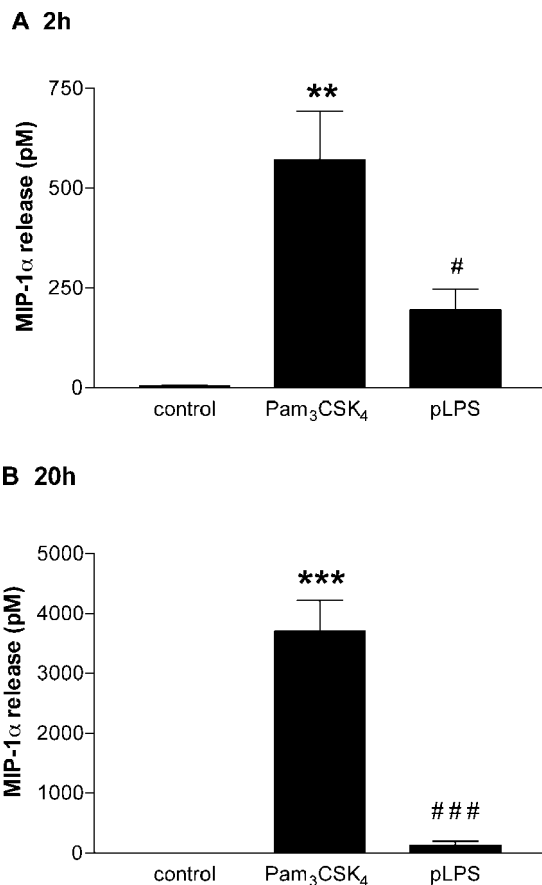 A 2h
MIP-1α release (pM)
750
500
250
0
**
#
control Pam₃CSK₄ pLPS
B 20h
MIP-1α release (pM)
5000
4000
3000
2000
1000
0
***
###
control Pam₃CSK₄ pLPS